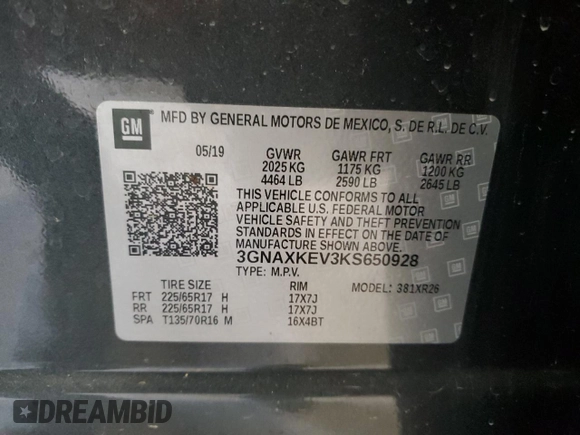 GM
MFD BY GENERAL MOTORS DE MEXICO, S. DE R.L. DE C.V.
05/19 GVWR GAWR FRT GAWR RR
2025 KG 1175 KG 1200 KG
4464 LB 2590 LB 2645 LB
THIS VEHICLE CONFORMS TO ALL
APPLICABLE U.S. FEDERAL MOTOR
VEHICLE SAFETY AND THEFT PREVENTION
STANDARDS IN EFFECT ON THE DATE OF
MANUFACTURE SHOWN ABOVE.
3GNAXKEV3KS650928
TYPE: M.P.V. MODEL: 381XR26
TIRE SIZE RIM
FRT 225/65R17 H 17X7J
RR 225/65R17 H 17X7J
SPA T135/70R16 M 16X4BT
DREAMBID